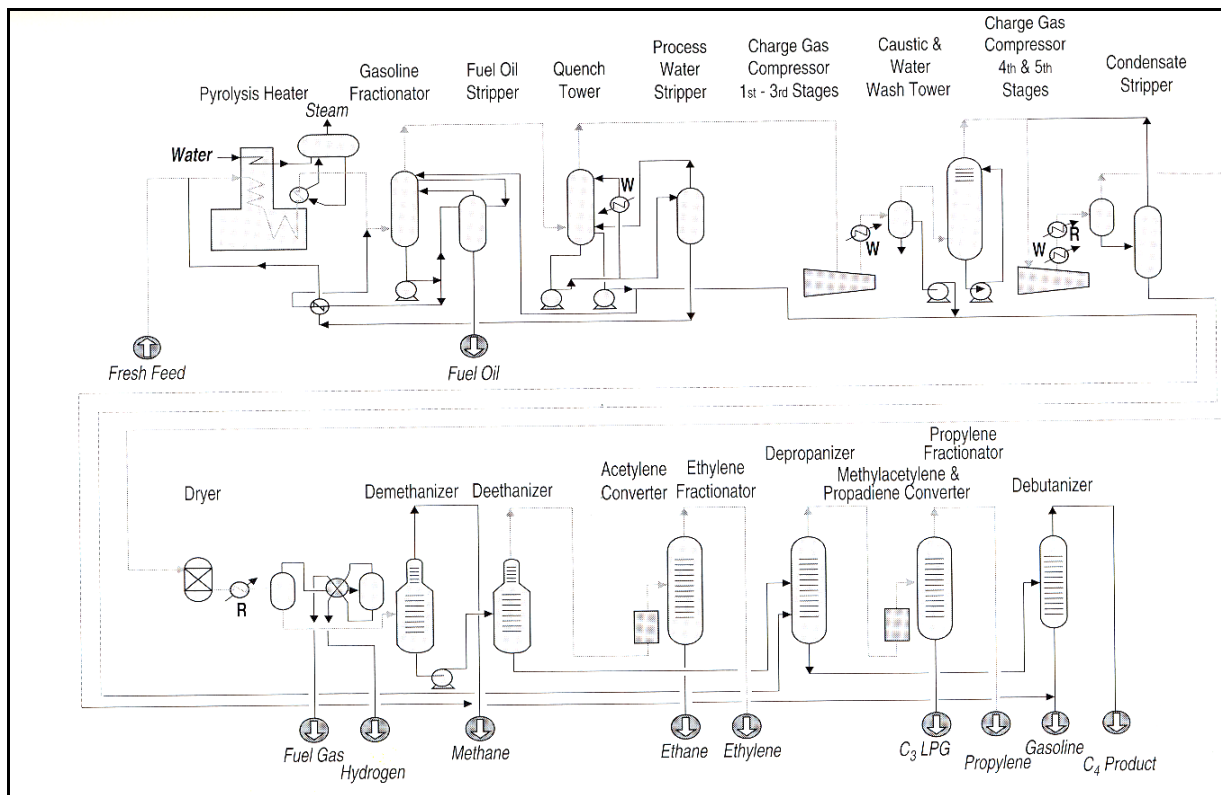 Pyrolysis Heater
Steam
Water
Gasoline
Fractionator
Fuel Oil
Stripper
Quench
Tower
Process
Water
Stripper
Charge Gas
Compressor
1st - 3rd Stages
Caustic &
Water
Wash Tower
Charge Gas
Compressor
4th & 5th
Stages
Condensate
Stripper
W
W
W
R
Fresh Feed
Fuel Oil
Dryer
R
Demethanizer
Deethanizer
Acetylene
Converter
Ethylene
Fractionator
Depropanizer
Methylacetylene &
Propadiene Converter
Propylene
Fractionator
Debutanizer
Fuel Gas
Hydrogen
Methane
Ethane
Ethylene
C3 LPG
Propylene
Gasoline
C4 Product